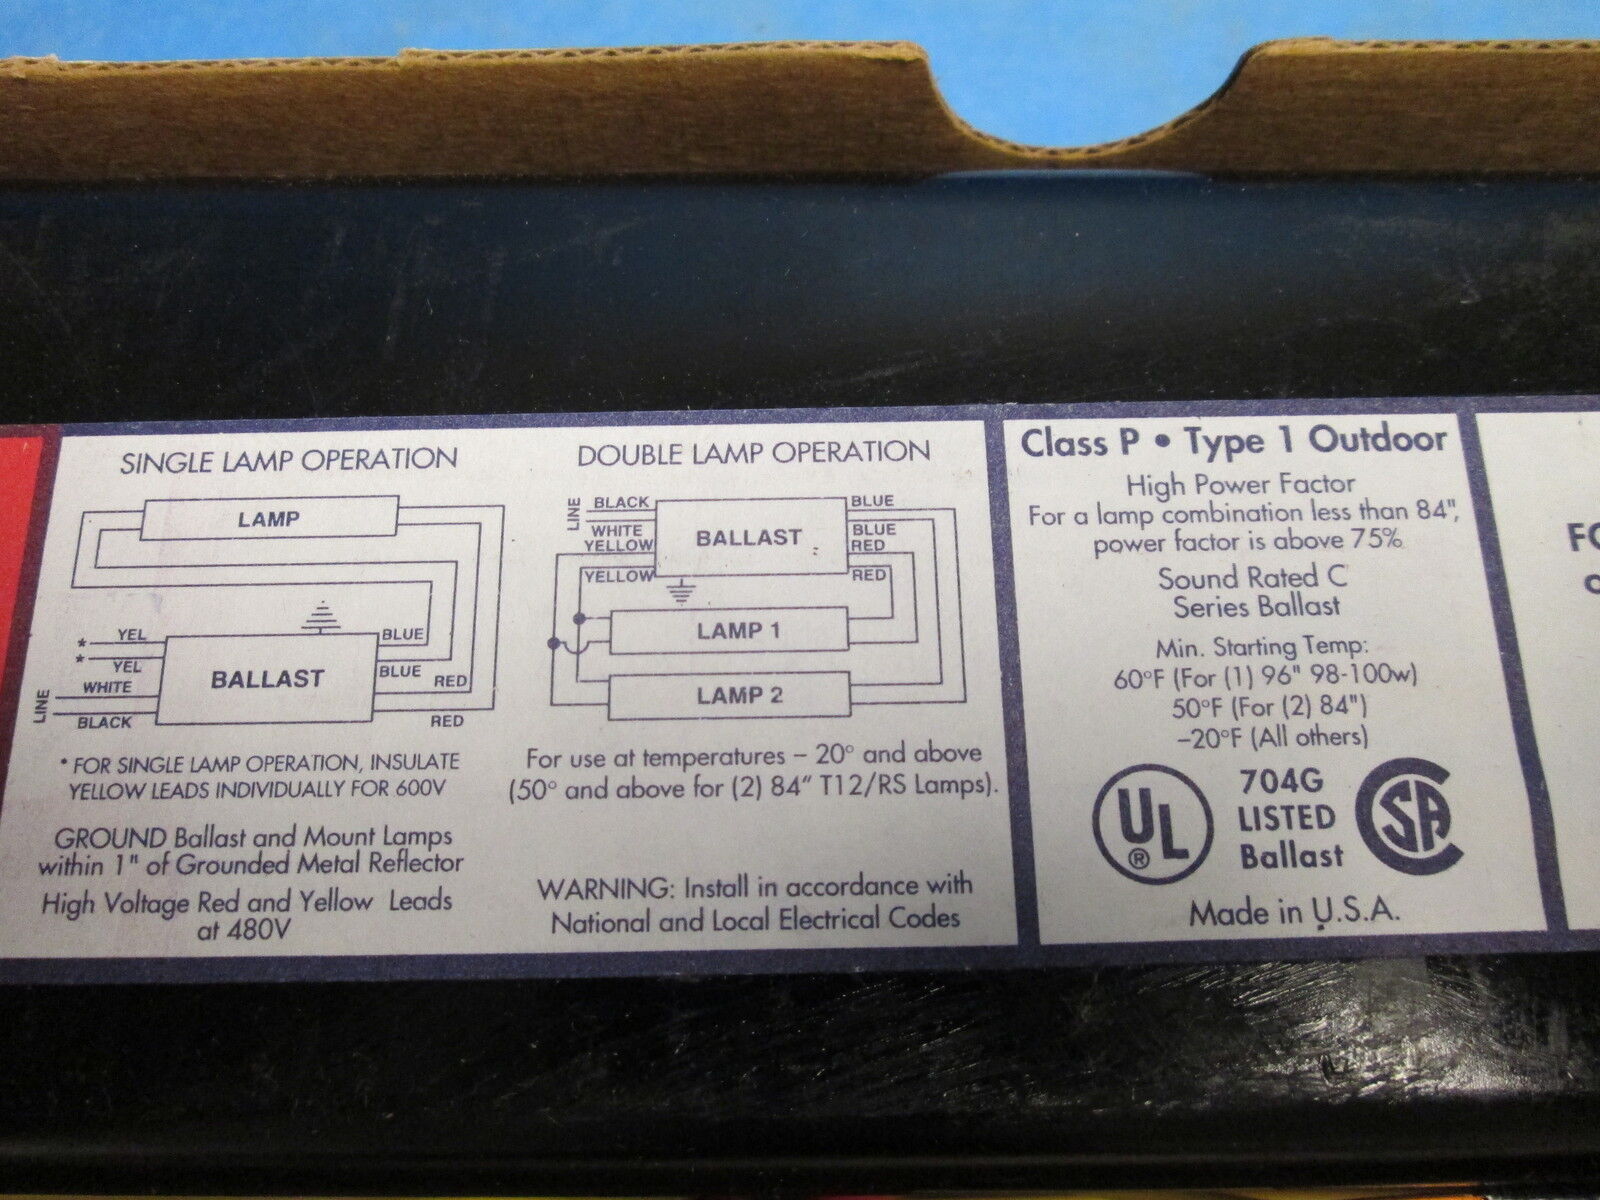 SINGLE LAMP OPERATION
LAMP
* YEL
* YEL
LINE
WHITE
BLACK
BALLAST
BLUE
BLUE
RED
RED
* FOR SINGLE LAMP OPERATION, INSULATE
YELLOW LEADS INDIVIDUALLY FOR 600V
GROUND Ballast and Mount Lamps
within 1" of Grounded Metal Reflector
High Voltage Red and Yellow Leads
at 480V
DOUBLE LAMP OPERATION
LINE
BLACK
WHITE
YELLOW
YELLOW
BALLAST
BLUE
BLUE
RED
RED
LAMP 1
LAMP 2
For use at temperatures – 20° and above
(50° and above for (2) 84" T12/RS Lamps).
WARNING: Install in accordance with
National and Local Electrical Codes
Class P • Type 1 Outdoor
High Power Factor
For a lamp combination less than 84",
power factor is above 75%
Sound Rated C
Series Ballast
Min. Starting Temp:
60°F (For (1) 96" 98-100w)
50°F (For (2) 84")
–20°F (All others)
UL ®
704G
LISTED
Ballast
CSA
Made in U.S.A.